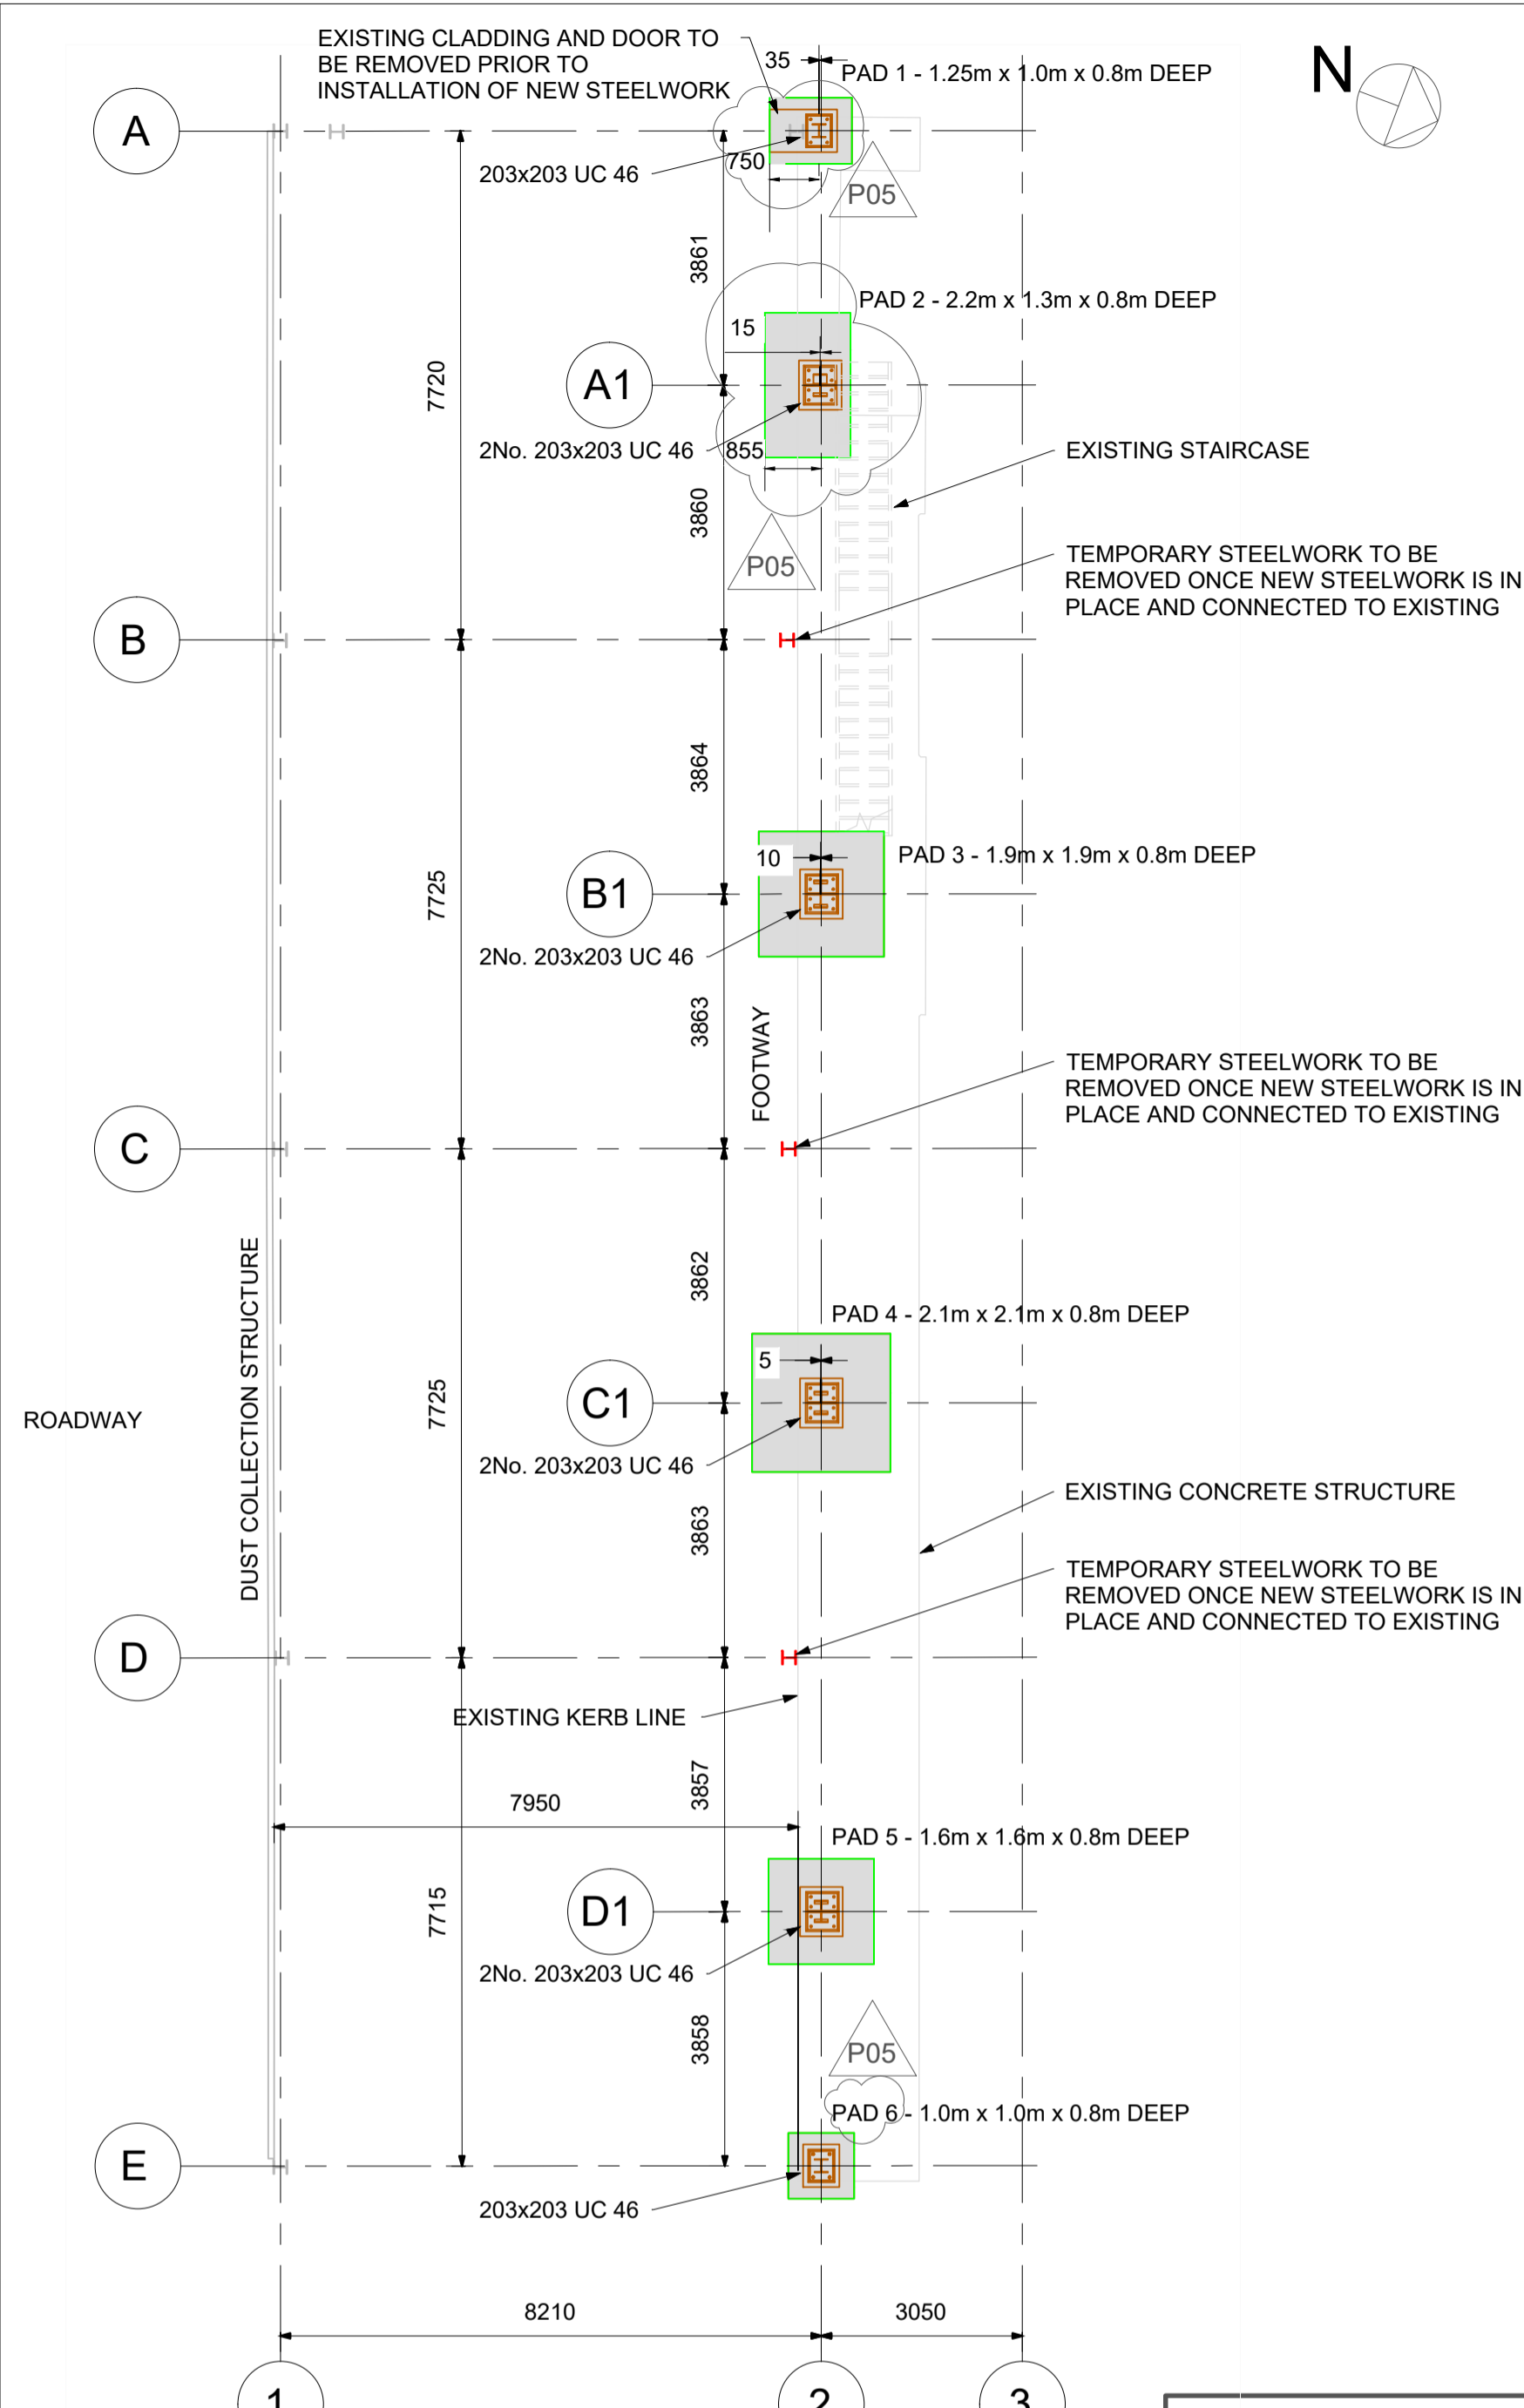 EXISTING CLADDING AND DOOR TO
BE REMOVED PRIOR TO
INSTALLATION OF NEW STEELWORK
35
PAD 1 - 1.25m x 1.0m x 0.8m DEEP
N
A
203x203 UC 46
750
P05
3861
PAD 2 - 2.2m x 1.3m x 0.8m DEEP
15
7720
A1
2No. 203x203 UC 46
855
EXISTING STAIRCASE
3860
P05
TEMPORARY STEELWORK TO BE
REMOVED ONCE NEW STEELWORK IS IN
PLACE AND CONNECTED TO EXISTING
B
3864
10
PAD 3 - 1.9m x 1.9m x 0.8m DEEP
7725
B1
2No. 203x203 UC 46
3863
FOOTWAY
TEMPORARY STEELWORK TO BE
REMOVED ONCE NEW STEELWORK IS IN
PLACE AND CONNECTED TO EXISTING
C
3862
DUST COLLECTION STRUCTURE
PAD 4 - 2.1m x 2.1m x 0.8m DEEP
5
7725
C1
ROADWAY
2No. 203x203 UC 46
EXISTING CONCRETE STRUCTURE
3863
TEMPORARY STEELWORK TO BE
REMOVED ONCE NEW STEELWORK IS IN
PLACE AND CONNECTED TO EXISTING
D
EXISTING KERB LINE
3857
7950
PAD 5 - 1.6m x 1.6m x 0.8m DEEP
7715
D1
2No. 203x203 UC 46
3858
P05
PAD 6 - 1.0m x 1.0m x 0.8m DEEP
E
203x203 UC 46
8210
3050
1
2
3